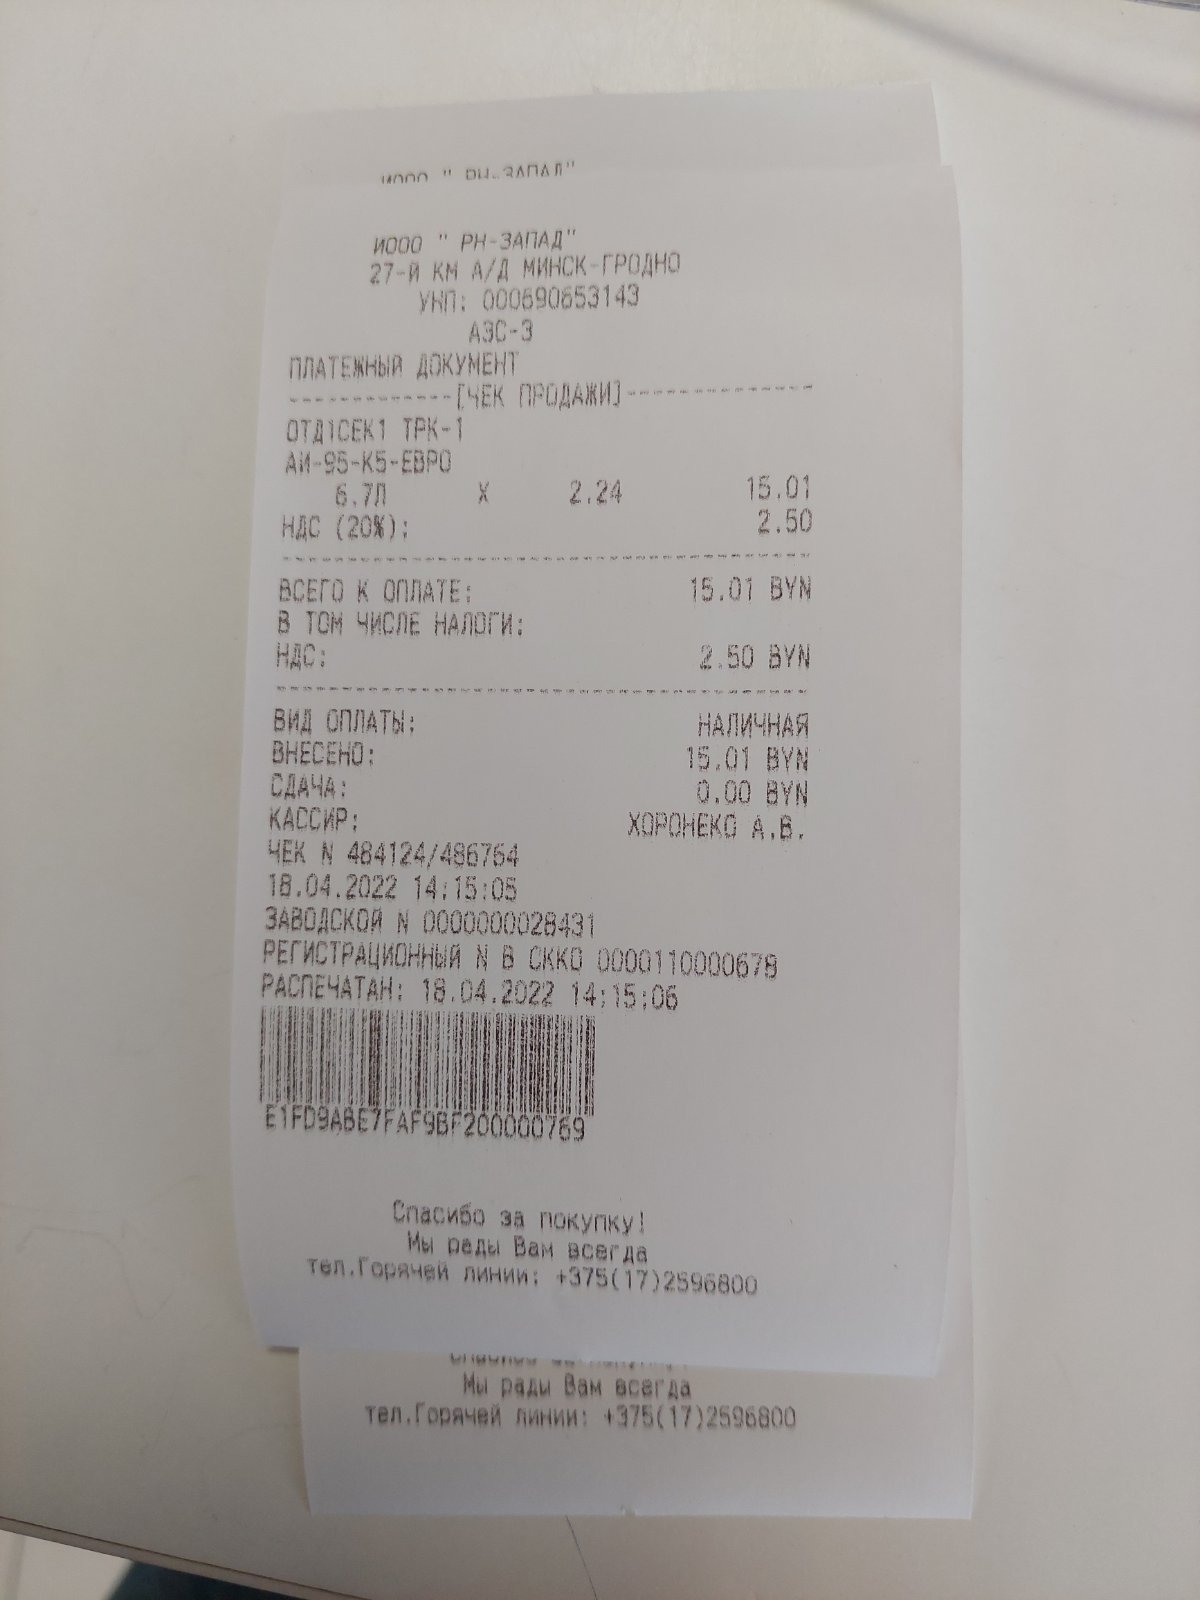 ИООО " РН-ЗАПАД"
ИООО " РН-ЗАПАД"
27-Й КМ А/Д МИНСК-ГРОДНО
УНП: 000690653143
АЗС-3
ПЛАТЕЖНЫЙ ДОКУМЕНТ
-------------[ЧЕК ПРОДАЖИ]---------------
ОТД1СЕК1 ТРК-1
АИ-95-К5-ЕВРО
6.7Л Х 2.24 15.01
НДС (20%): 2.50
ВСЕГО К ОПЛАТЕ: 15.01 BYN
В ТОМ ЧИСЛЕ НАЛОГИ:
НДС: 2.50 BYN
ВИД ОПЛАТЫ: НАЛИЧНАЯ
ВНЕСЕНО: 15.01 BYN
СДАЧА: 0.00 BYN
КАССИР: ХОРОНЕКО А.В.
ЧЕК N 484124/486764
18.04.2022 14:15:05
ЗАВОДСКОЙ N 0000000028431
РЕГИСТРАЦИОННЫЙ N В СККО 0000110000678
РАСПЕЧАТАН: 18.04.2022 14:15:06
E1FD9ABE7FAF9BF200000769
Спасибо за покупку!
Мы рады Вам всегда
тел.Горячей линии: +375(17)2596800
Спасибо за покупку!
Мы рады Вам всегда
тел.Горячей линии: +375(17)2596800